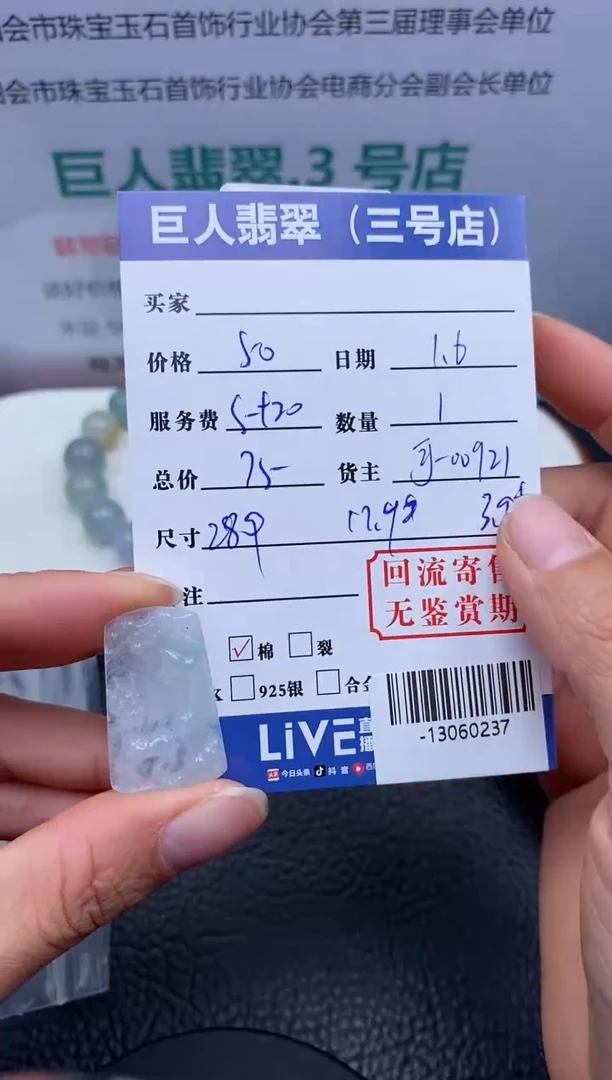 会市珠宝玉石首饰行业协会第三届理事会单位
会市珠宝玉石首饰行业协会电商分会副会长单位
巨人翡翠.3号店
巨人翡翠（三号店）
买家
价格 50 日期 1.6
服务费 5+20 数量 1
总价 75- 货主
尺寸
注
回流寄售
无鉴赏期
✓棉 裂
925银 合金
LiVE 直播
今日头条 抖音
-13060237